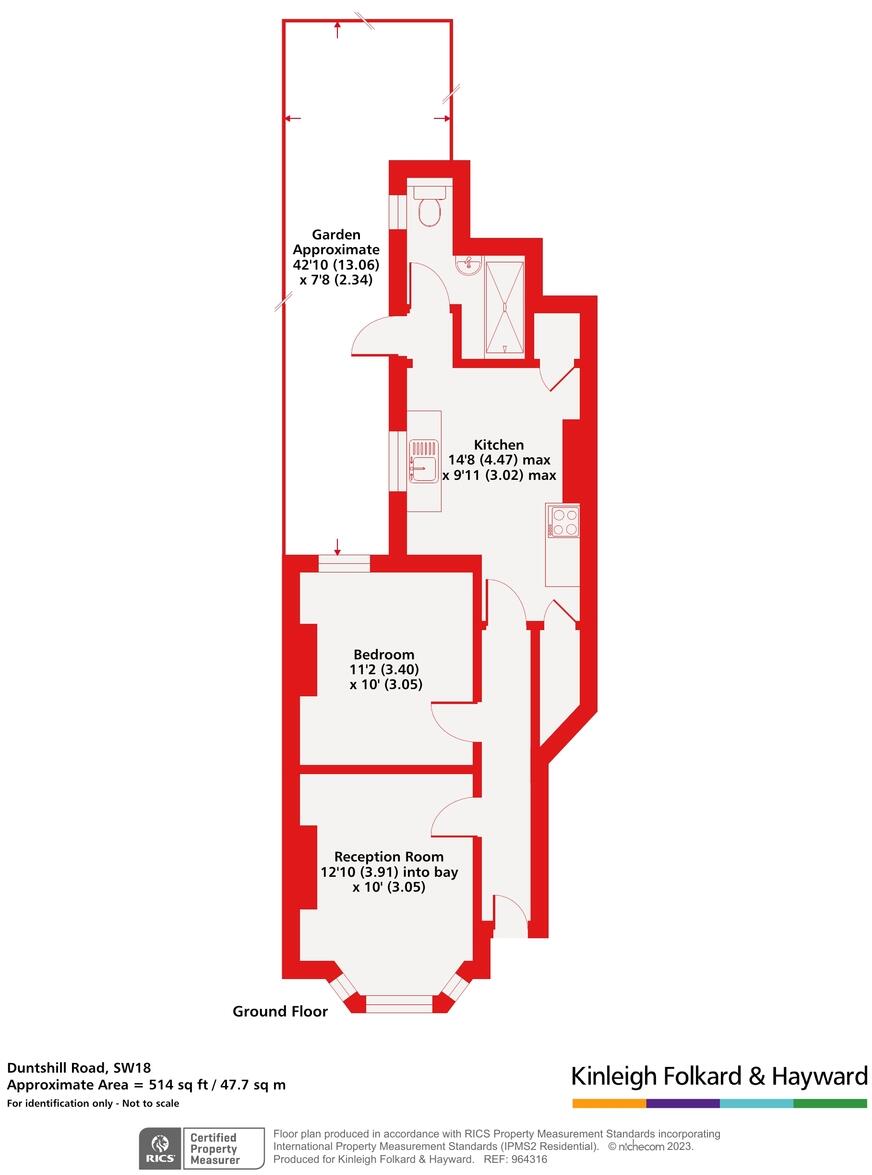 Garden
Approximate
42'10 (13.06)
x 7'8 (2.34)
Kitchen
14'8 (4.47) max
x 9'11 (3.02) max
Bedroom
11'2 (3.40)
x 10' (3.05)
Reception Room
12'10 (3.91) into bay
x 10' (3.05)
Ground Floor
Duntshill Road, SW18
Approximate Area = 514 sq ft / 47.7 sq m
For identification only - Not to scale
Kinleigh Folkard & Hayward
RICS
Certified
Property
Measurer
Floor plan produced in accordance with RICS Property Measurement Standards incorporating
International Property Measurement Standards (IPMS2 Residential). © n!checom 2023.
Produced for Kinleigh Folkard & Hayward. REF: 964316